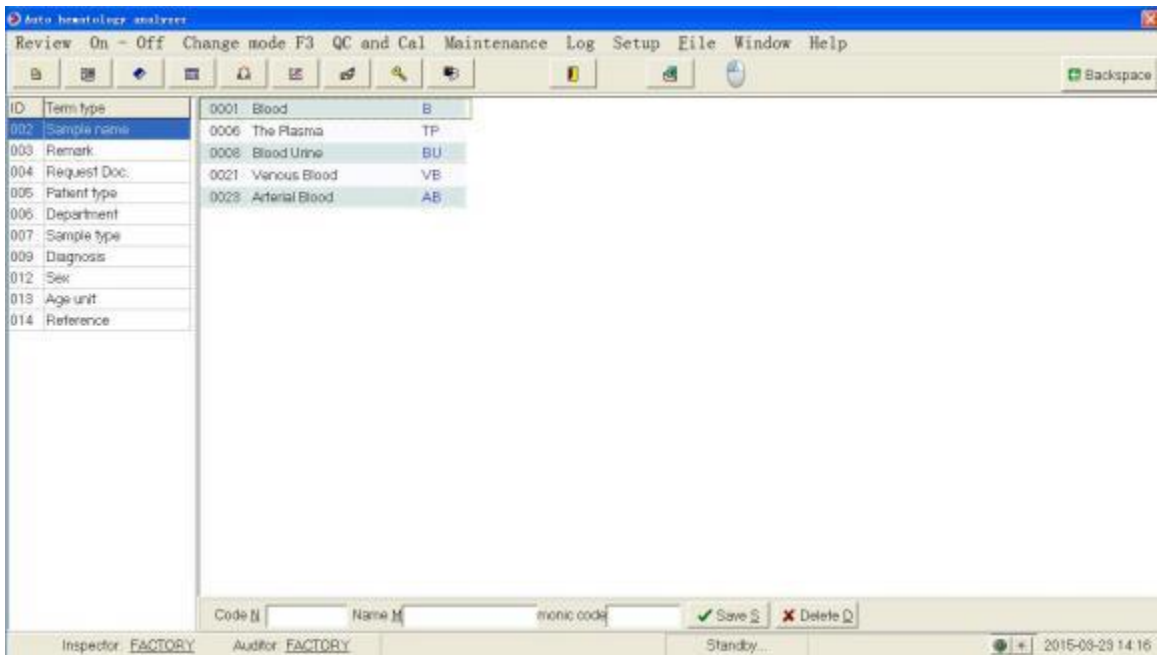 Auto hematology analyzer
Review On - Off Change mode F3 QC and Cal Maintenance Log Setup File Window Help
Backspace
ID Term type
002 Sample name
003 Remark
004 Request Doc.
005 Patient type
006 Department
007 Sample type
009 Diagnosis
012 Sex
013 Age unit
014 Reference
0001 Blood B
0006 The Plasma TP
0008 Blood Urine BU
0021 Venous Blood VB
0023 Arterial Blood AB
Code N Name M monic code Save S Delete D
Inspector: FACTORY Auditor: FACTORY Standby... 2015-09-23 14:16